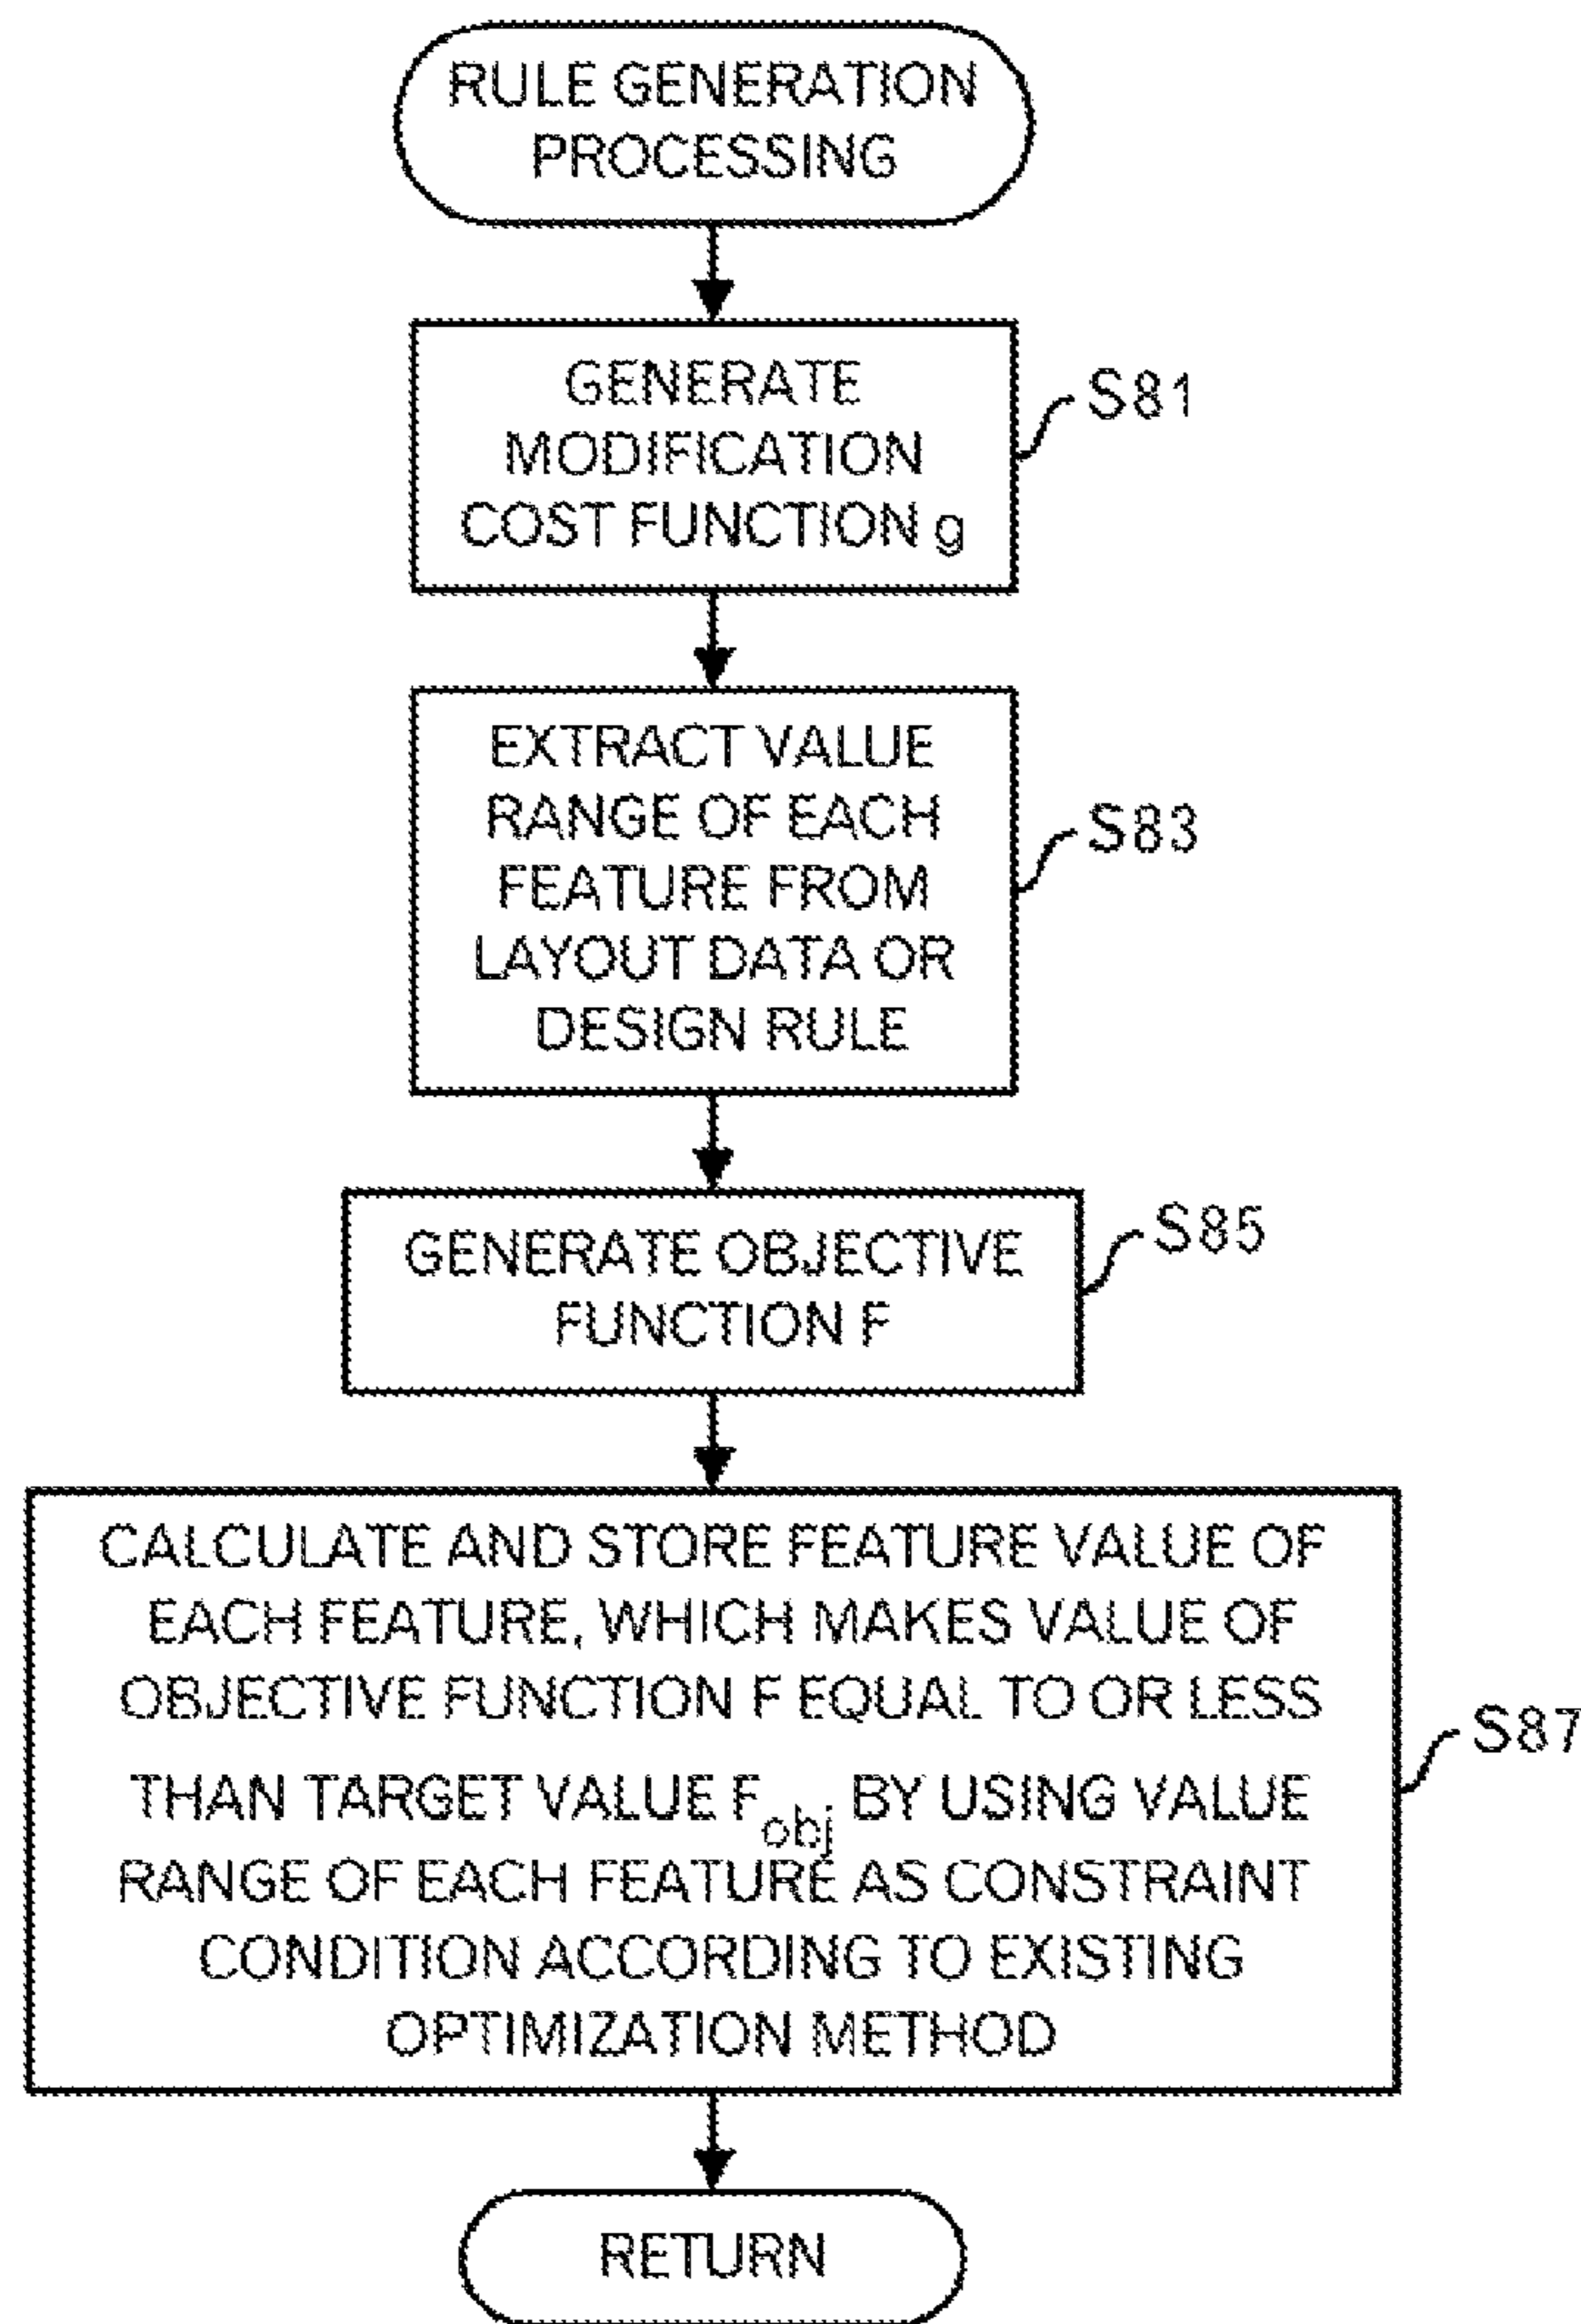 RULE GENERATION
PROCESSING
GENERATE
MODIFICATION
COST FUNCTION g
S81
EXTRACT VALUE
RANGE OF EACH
FEATURE FROM
LAYOUT DATA OR
DESIGN RULE
S83
GENERATE OBJECTIVE
FUNCTION F
S85
CALCULATE AND STORE FEATURE VALUE OF
EACH FEATURE, WHICH MAKES VALUE OF
OBJECTIVE FUNCTION F EQUAL TO OR LESS
THAN TARGET VALUE Fobj BY USING VALUE
RANGE OF EACH FEATURE AS CONSTRAINT
CONDITION ACCORDING TO EXISTING
OPTIMIZATION METHOD
S87
RETURN